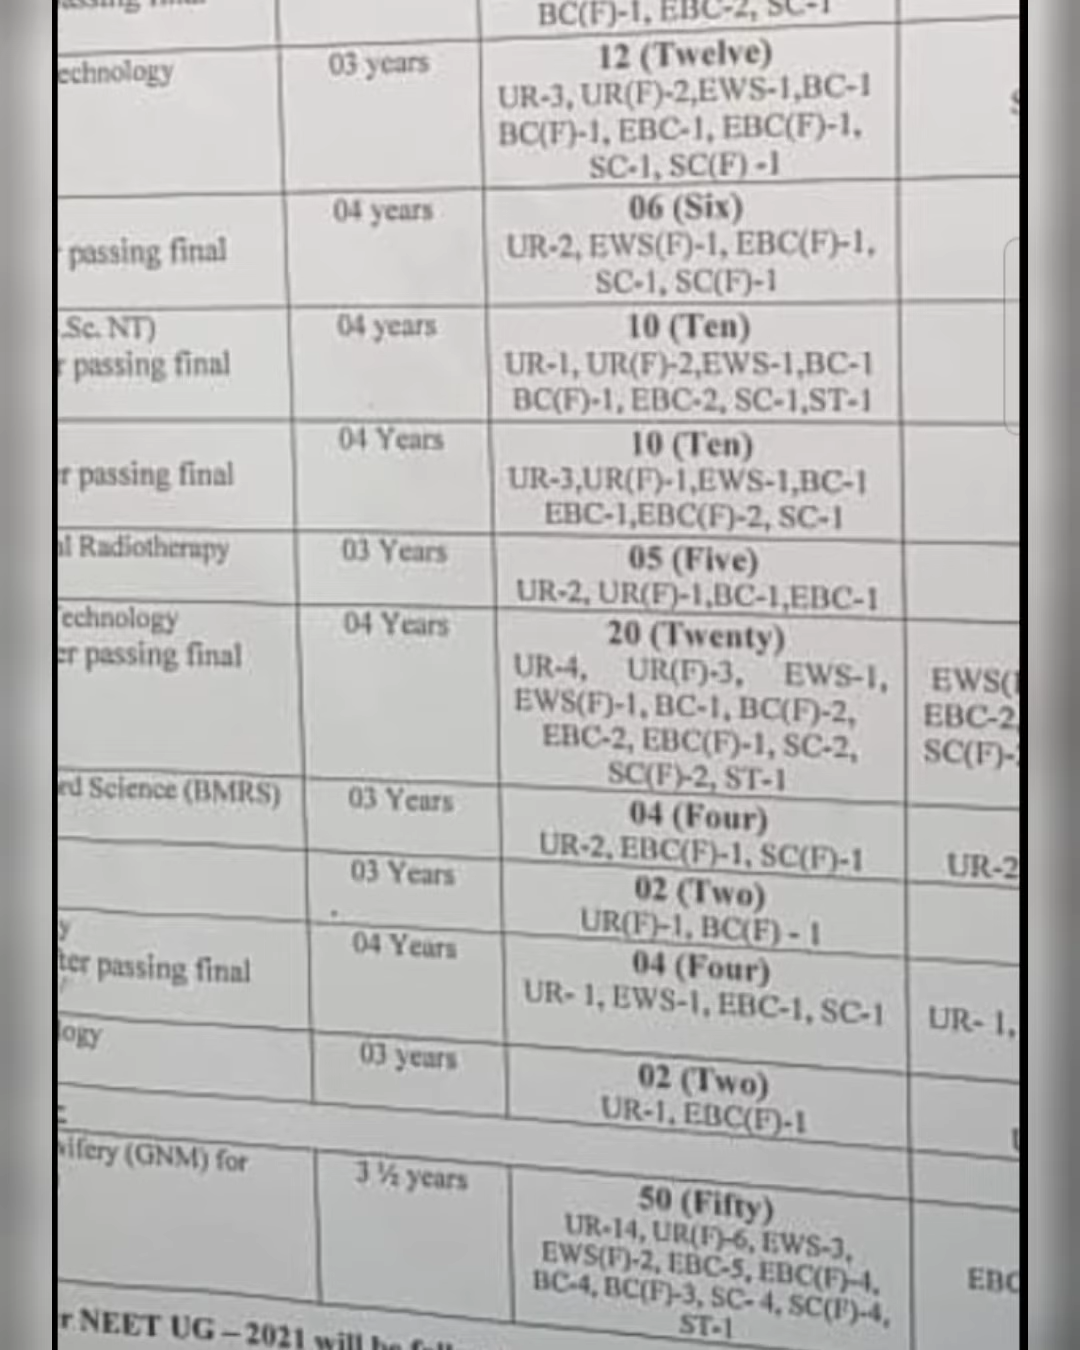 BC(F)-1, EBC-2, SC-1
echnology
03 years
12 (Twelve)
UR-3, UR(F)-2,EWS-1,BC-1
BC(F)-1, EBC-1, EBC(F)-1,
SC-1, SC(F) -1
passing final
04 years
06 (Six)
UR-2, EWS(F)-1, EBC(F)-1,
SC-1, SC(F)-1
.Sc. NT)
r passing final
04 years
10 (Ten)
UR-1, UR(F)-2,EWS-1,BC-1
BC(F)-1, EBC-2, SC-1,ST-1
r passing final
04 Years
10 (Ten)
UR-3,UR(F)-1,EWS-1,BC-1
EBC-1,EBC(F)-2, SC-1
al Radiotherapy
03 Years
05 (Five)
UR-2, UR(F)-1,BC-1,EBC-1
echnology
er passing final
04 Years
20 (Twenty)
UR-4, UR(F)-3, EWS-1,
EWS(F)-1, BC-1, BC(F)-2,
EBC-2, EBC(F)-1, SC-2,
SC(F)-2, ST-1
EWS(
EBC-2,
SC(F)-
ed Science (BMRS)
03 Years
04 (Four)
UR-2, EBC(F)-1, SC(F)-1
UR-2
03 Years
02 (Two)
UR(F)-1, BC(F) - 1
y
ter passing final
04 Years
04 (Four)
UR- 1, EWS-1, EBC-1, SC-1
UR- 1,
logy
03 years
02 (Two)
UR-1, EBC(F)-1
wifery (GNM) for
3 ½ years
50 (Fifty)
UR-14, UR(F)-6, EWS-3,
EWS(F)-2, EBC-5, EBC(F)-4,
BC-4, BC(F)-3, SC- 4, SC(F)-4,
ST-1
EBC
r NEET UG – 2021 will be